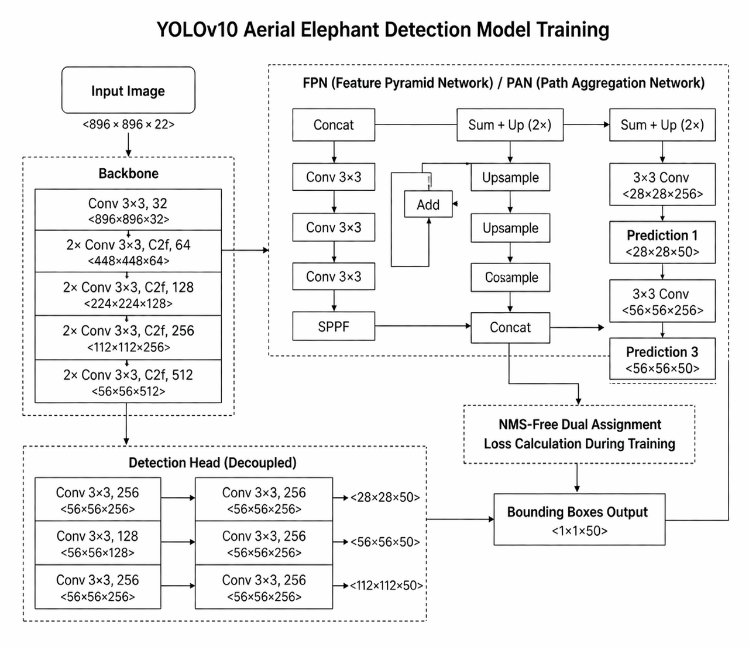 YOLOv10 Aerial Elephant Detection Model Training
Input Image
<896 × 896 × 22>
Backbone
Conv 3×3, 32
<896×896×32>
2× Conv 3×3, C2f, 64
<448×448×64>
2× Conv 3×3, C2f, 128
<224×224×128>
2× Conv 3×3, C2f, 256
<112×112×256>
2× Conv 3×3, C2f, 512
<56×56×512>
FPN (Feature Pyramid Network) / PAN (Path Aggregation Network)
Concat
Conv 3×3
Conv 3×3
Conv 3×3
SPPF
Add
Sum + Up (2×)
Upsample
Upsample
Cosample
Concat
Sum + Up (2×)
3×3 Conv
<28×28×256>
Prediction 1
<28×28×50>
3×3 Conv
<56×56×256>
Prediction 3
<56×56×50>
NMS-Free Dual Assignment
Loss Calculation During Training
Detection Head (Decoupled)
Conv 3×3, 256
<56×56×256>
Conv 3×3, 256
<56×56×256>
<28×28×50>
Conv 3×3, 128
<56×56×128>
Conv 3×3, 256
<56×56×256>
<56×56×50>
Conv 3×3, 256
<56×56×256>
Conv 3×3, 256
<56×56×256>
<112×112×50>
Bounding Boxes Output
<1×1×50>